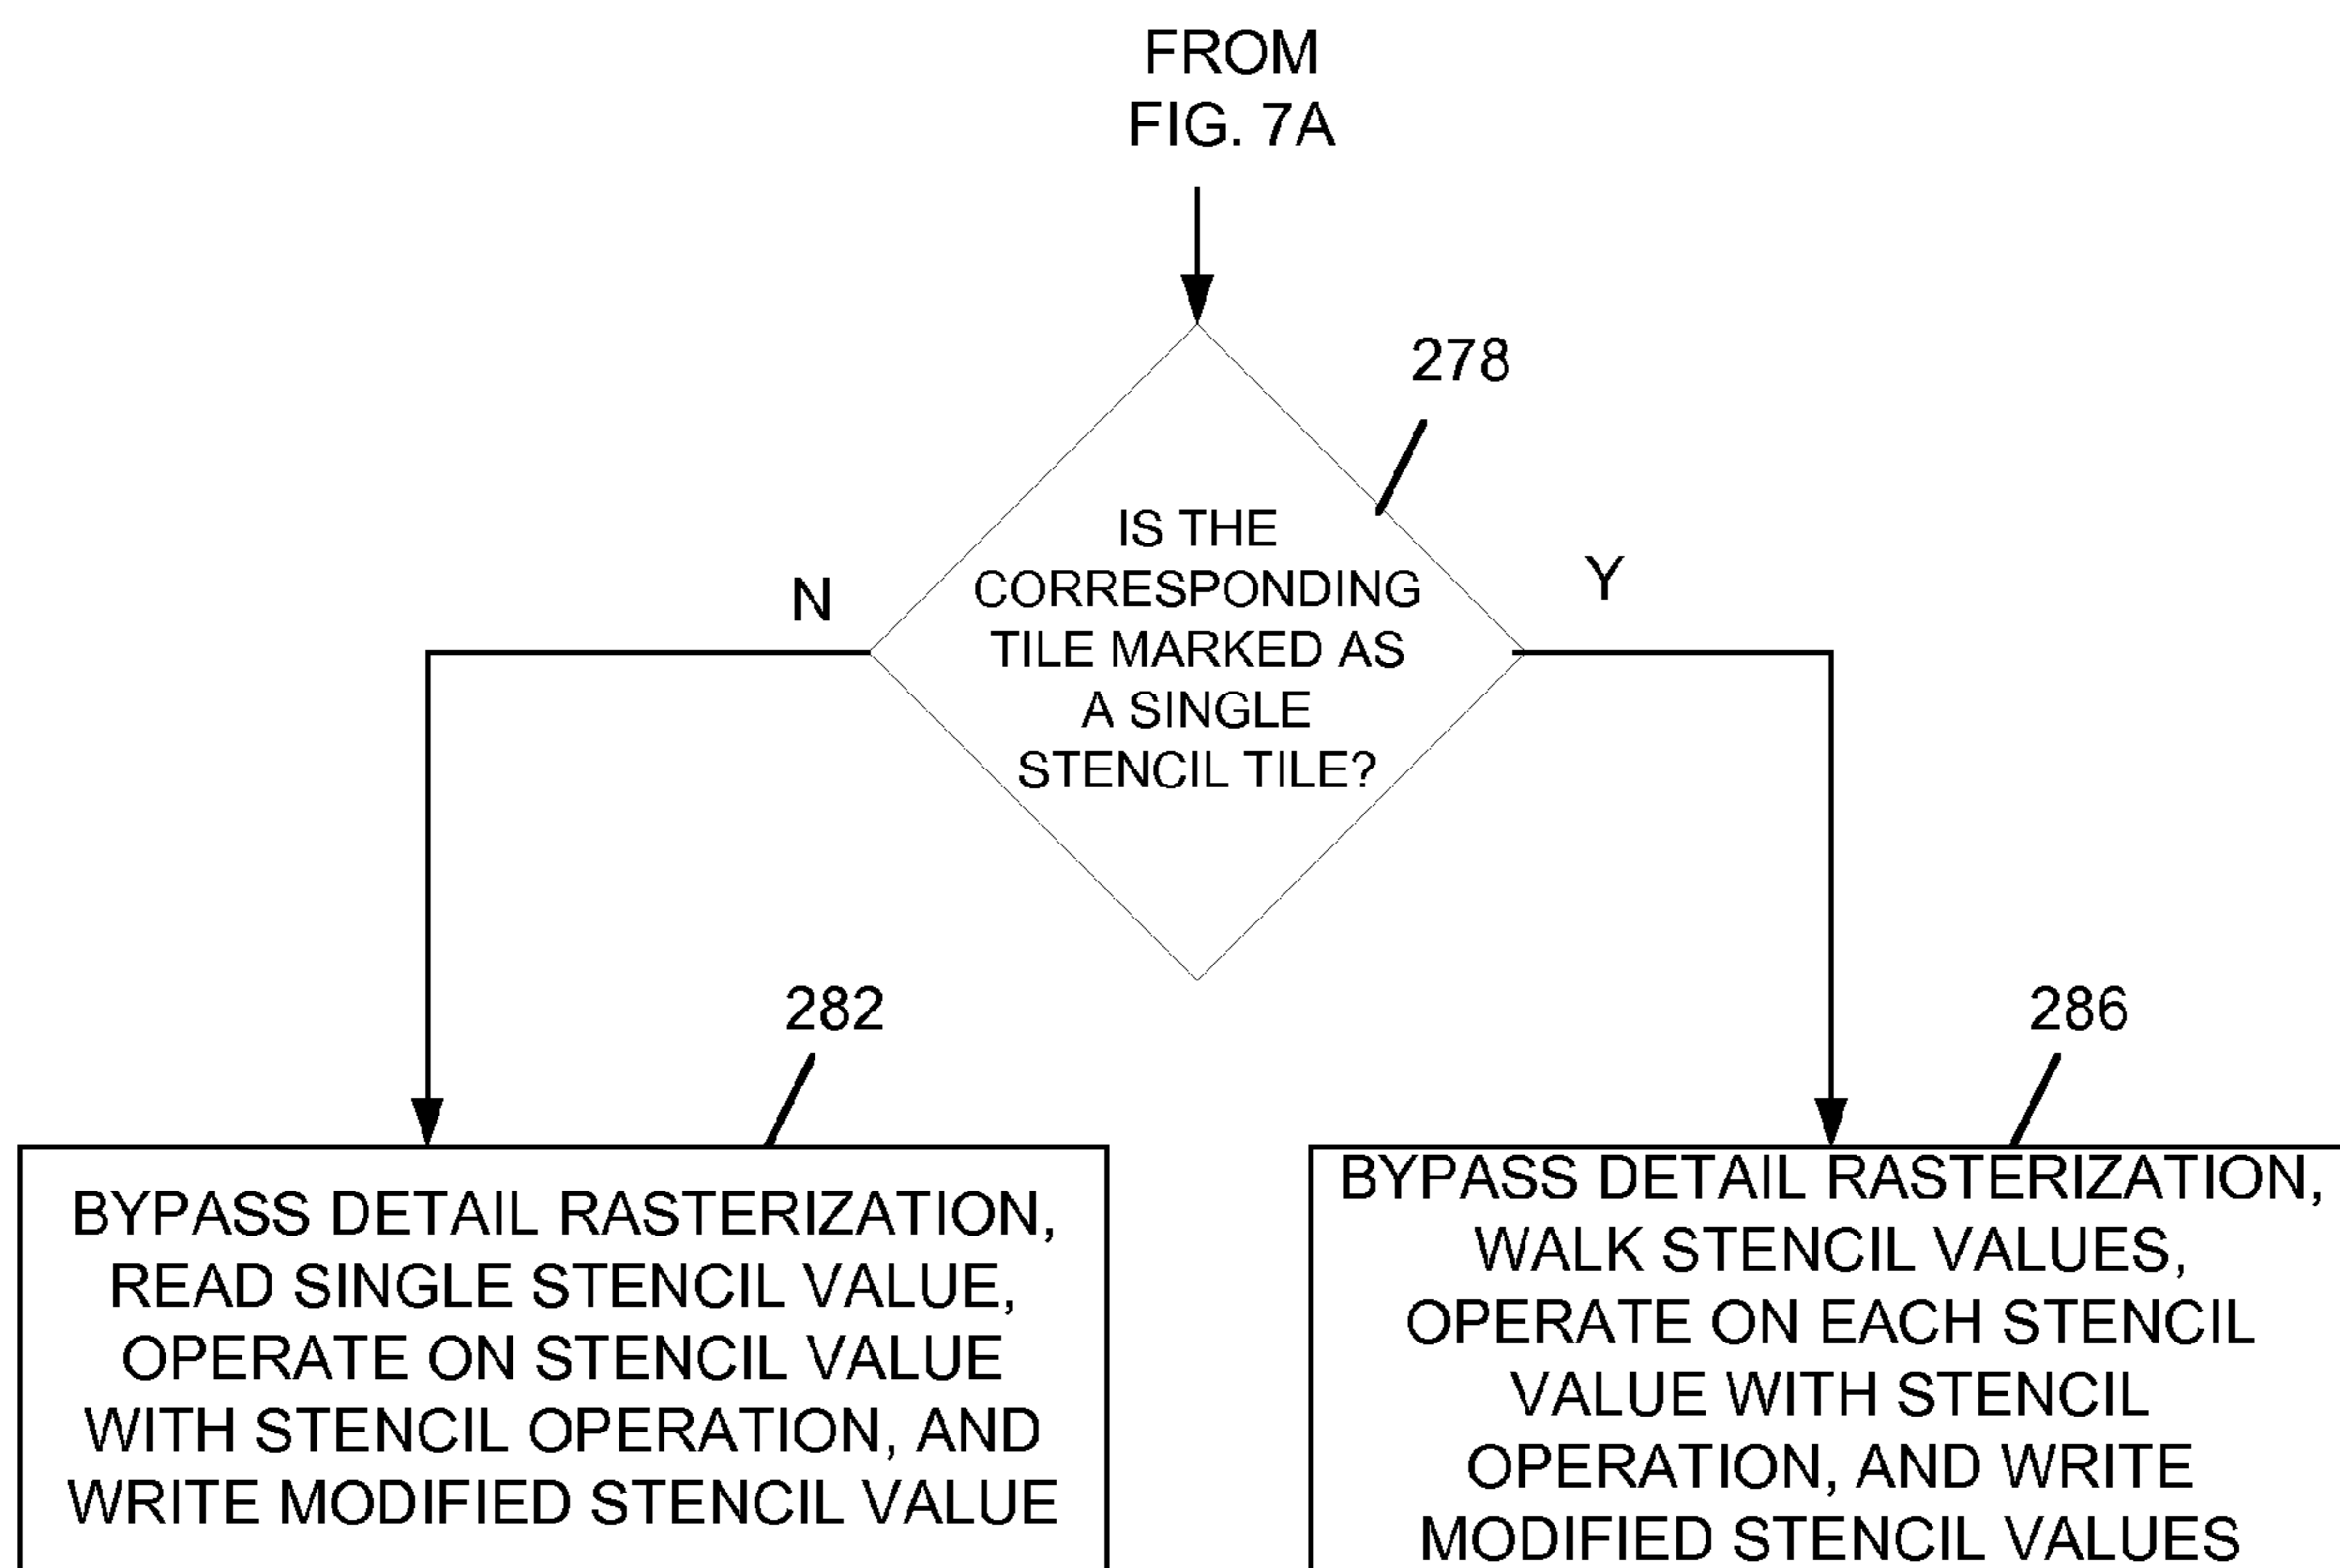 FROM
FIG. 7A
278
IS THE
CORRESPONDING
TILE MARKED AS
A SINGLE
STENCIL TILE?
N
Y
282
BYPASS DETAIL RASTERIZATION,
READ SINGLE STENCIL VALUE,
OPERATE ON STENCIL VALUE
WITH STENCIL OPERATION, AND
WRITE MODIFIED STENCIL VALUE
286
BYPASS DETAIL RASTERIZATION,
WALK STENCIL VALUES,
OPERATE ON EACH STENCIL
VALUE WITH STENCIL
OPERATION, AND WRITE
MODIFIED STENCIL VALUES